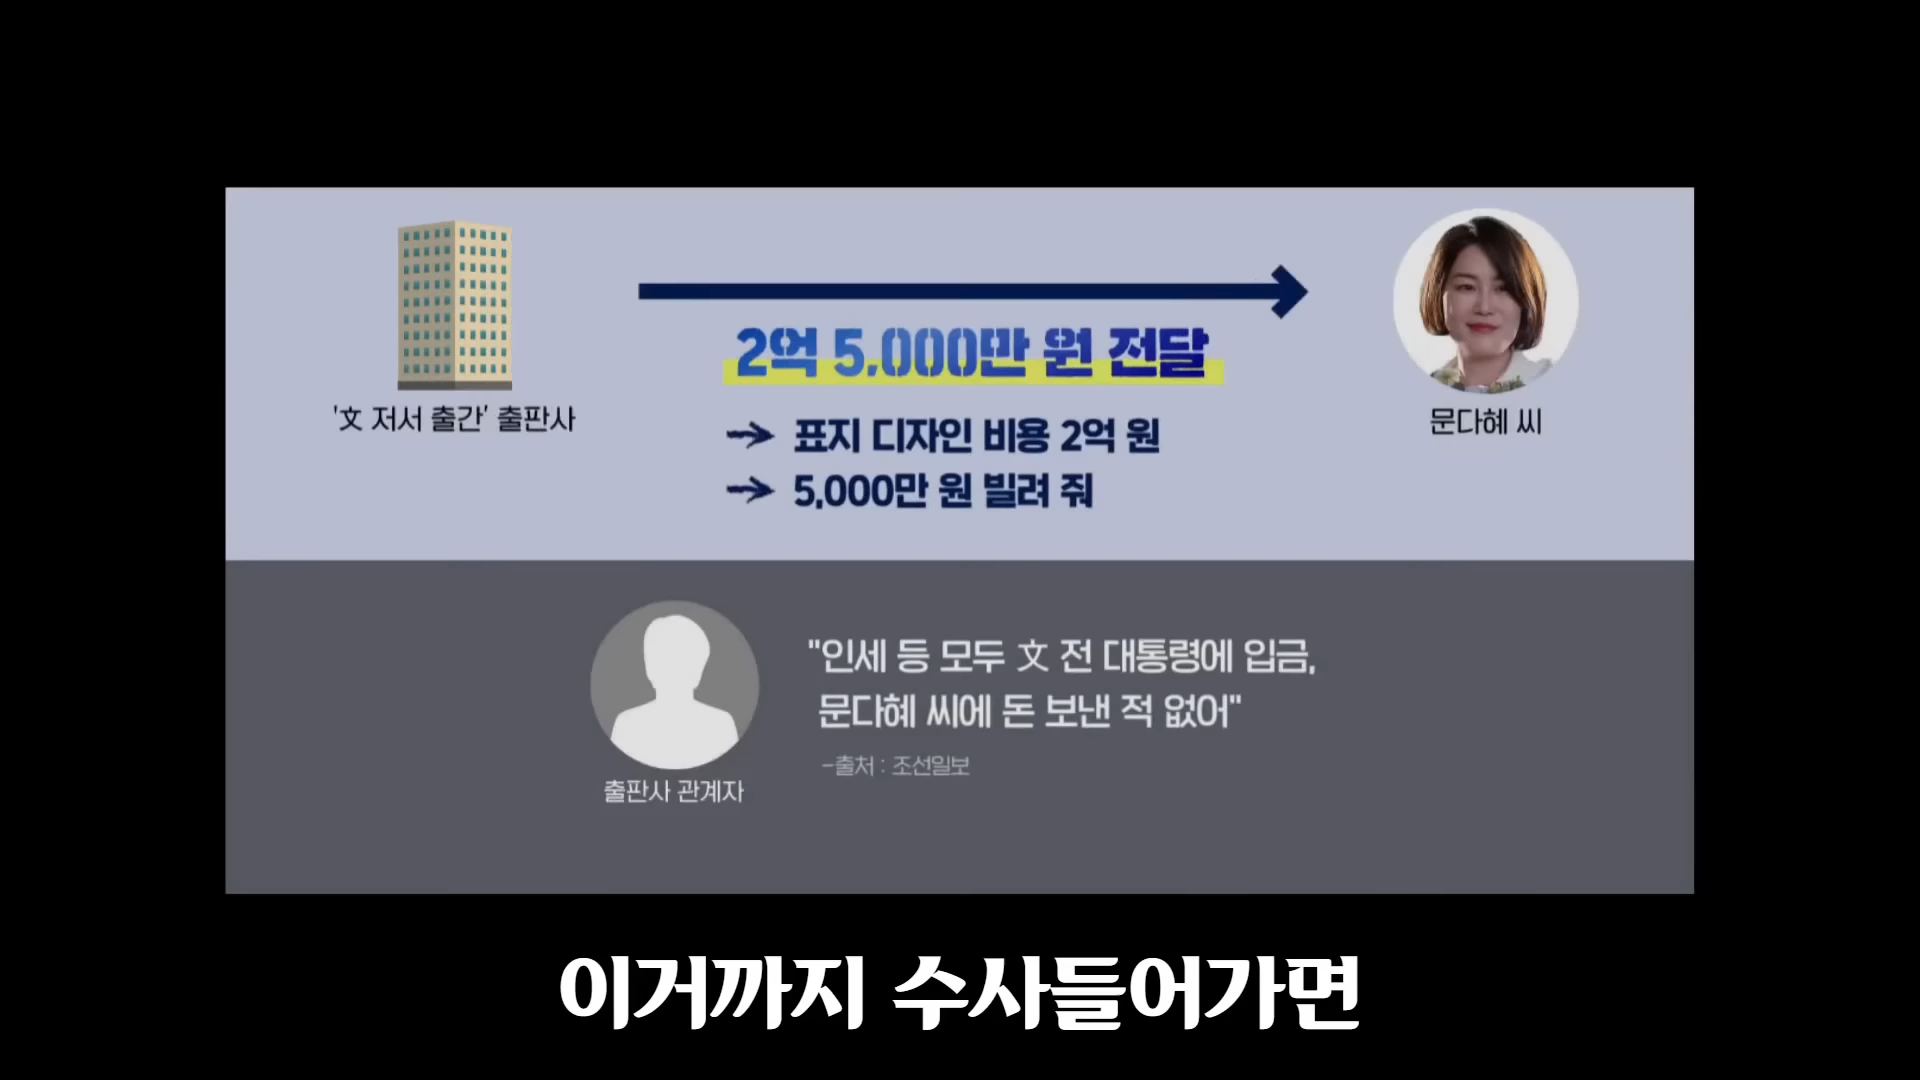 2억 5,000만 원 전달
'文 저서 출간' 출판사
문다혜 씨
→ 표지 디자인 비용 2억 원
→ 5,000만 원 빌려 줘
"인세 등 모두 文 전 대통령에 입금,
문다혜 씨에 돈 보낸 적 없어"
-출처 : 조선일보
출판사 관계자
이거까지 수사들어가면